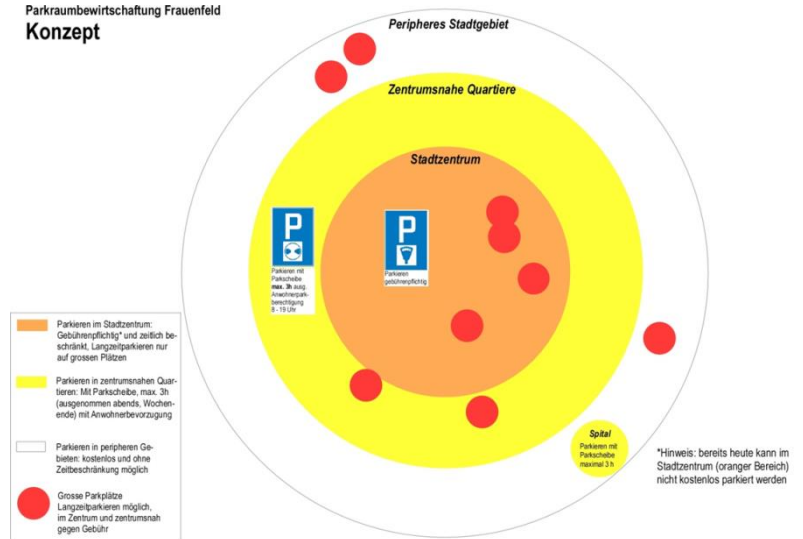 Parkraumbewirtschaftung Frauenfeld
Konzept
Peripheres Stadtgebiet
Zentrumsnahe Quartiere
Stadtzentrum
P
Parkieren mit
Parkscheibe
max. 3h ausg.
Anwohnerpark-
berechtigung
8 - 19 Uhr
P
Parkieren
gebührenpflichtig
Parkieren im Stadtzentrum:
Gebührenpflichtig* und zeitlich be-
schränkt, Langzeitparkieren nur
auf grossen Plätzen
Parkieren in zentrumsnahen Quar-
tieren: Mit Parkscheibe, max. 3h
(ausgenommen abends, Wochen-
ende) mit Anwohnerbevorzugung
Parkieren in peripheren Ge-
bieten: kostenlos und ohne
Zeitbeschränkung möglich
Grosse Parkplätze
Langzeitparkieren möglich,
im Zentrum und zentrumsnah
gegen Gebühr
Spital
Parkieren mit
Parkscheibe
maximal 3 h
*Hinweis: bereits heute kann im
Stadtzentrum (oranger Bereich)
nicht kostenlos parkiert werden